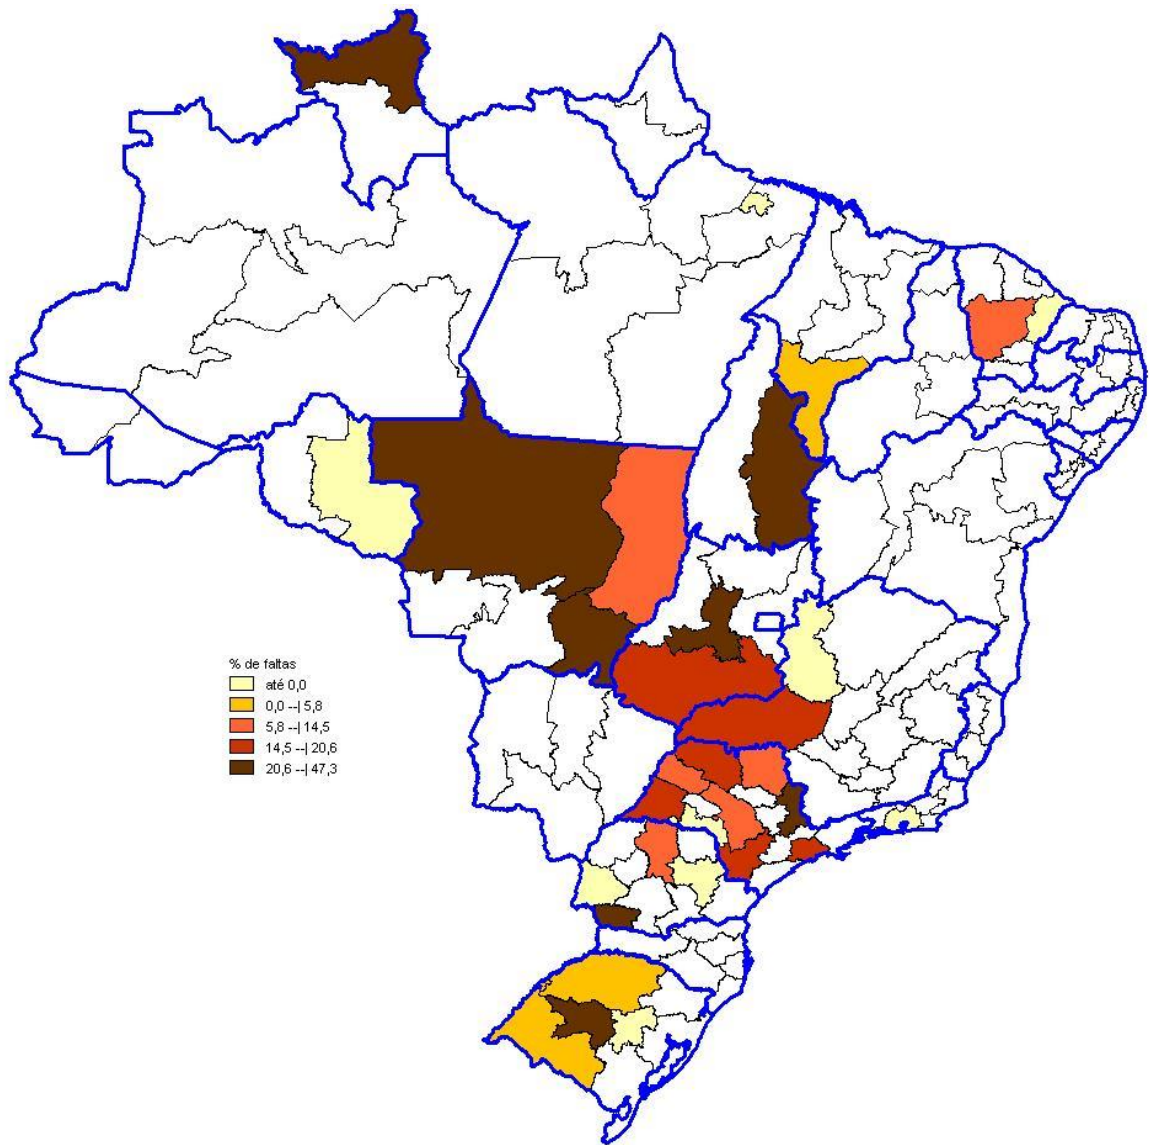 % de faltas
até 0,0
0,0 --| 5,8
5,8 --| 14,5
14,5 --| 20,6
20,6 --| 47,3